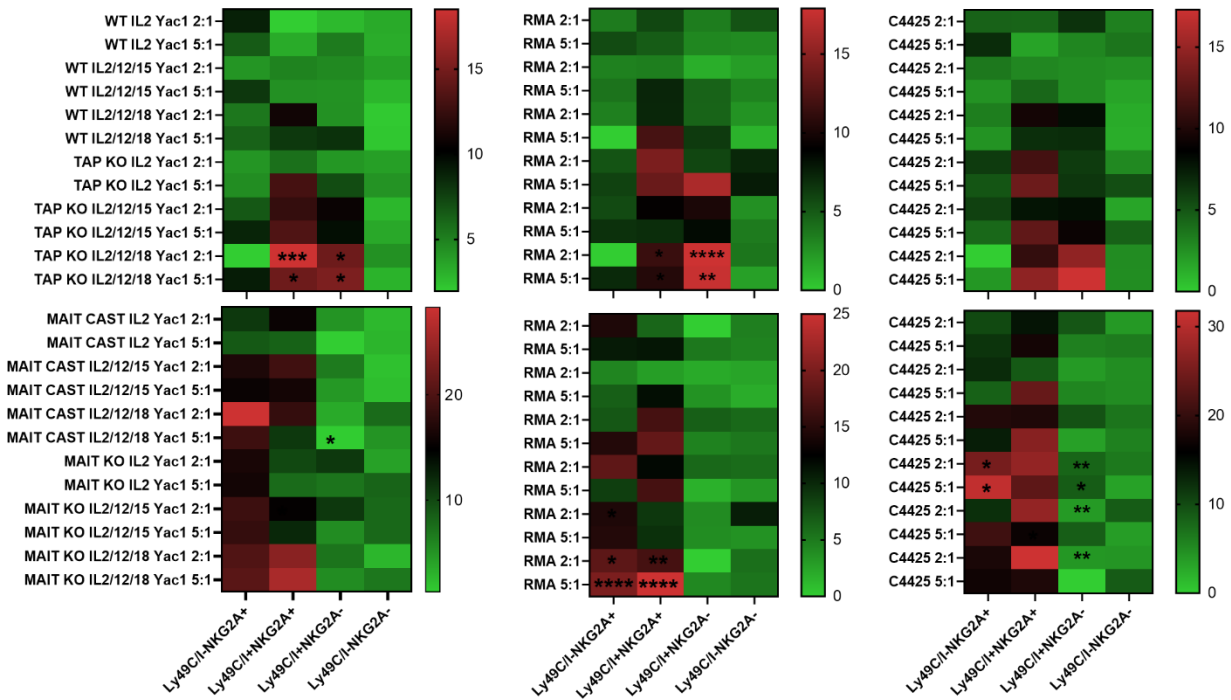 WT IL2 Yac1 2:1
WT IL2 Yac1 5:1
WT IL2/12/15 Yac1 2:1
WT IL2/12/15 Yac1 5:1
WT IL2/12/18 Yac1 2:1
WT IL2/12/18 Yac1 5:1
TAP KO IL2 Yac1 2:1
TAP KO IL2 Yac1 5:1
TAP KO IL2/12/15 Yac1 2:1
TAP KO IL2/12/15 Yac1 5:1
TAP KO IL2/12/18 Yac1 2:1
TAP KO IL2/12/18 Yac1 5:1
*** *
* *
15
10
5
RMA 2:1
RMA 5:1
RMA 2:1
RMA 5:1
RMA 2:1
RMA 5:1
RMA 2:1
RMA 5:1
RMA 2:1
RMA 5:1
RMA 2:1
RMA 5:1
* ****
* **
15
10
5
0
C4425 2:1
C4425 5:1
C4425 2:1
C4425 5:1
C4425 2:1
C4425 5:1
C4425 2:1
C4425 5:1
C4425 2:1
C4425 5:1
C4425 2:1
C4425 5:1
15
10
5
0
MAIT CAST IL2 Yac1 2:1
MAIT CAST IL2 Yac1 5:1
MAIT CAST IL2/12/15 Yac1 2:1
MAIT CAST IL2/12/15 Yac1 5:1
MAIT CAST IL2/12/18 Yac1 2:1
MAIT CAST IL2/12/18 Yac1 5:1
MAIT KO IL2 Yac1 2:1
MAIT KO IL2 Yac1 5:1
MAIT KO IL2/12/15 Yac1 2:1
MAIT KO IL2/12/15 Yac1 5:1
MAIT KO IL2/12/18 Yac1 2:1
MAIT KO IL2/12/18 Yac1 5:1
*
20
10
Ly49C/I-NKG2A+
Ly49C/I+NKG2A+
Ly49C/I+NKG2A-
Ly49C/I-NKG2A-
RMA 2:1
RMA 5:1
RMA 2:1
RMA 5:1
RMA 2:1
RMA 5:1
RMA 2:1
RMA 5:1
RMA 2:1
RMA 5:1
RMA 2:1
RMA 5:1
*
* **
**** ****
25
20
15
10
5
0
Ly49C/I-NKG2A+
Ly49C/I+NKG2A+
Ly49C/I+NKG2A-
Ly49C/I-NKG2A-
C4425 2:1
C4425 5:1
C4425 2:1
C4425 5:1
C4425 2:1
C4425 5:1
C4425 2:1
C4425 5:1
C4425 2:1
C4425 5:1
C4425 2:1
C4425 5:1
* **
* *
**
**
30
20
10
0
Ly49C/I-NKG2A+
Ly49C/I+NKG2A+
Ly49C/I+NKG2A-
Ly49C/I-NKG2A-